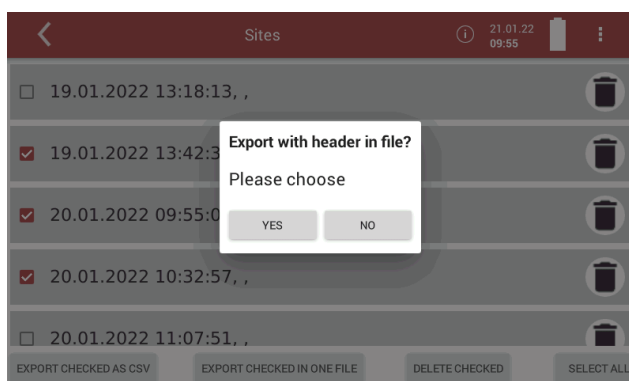 Sites
21.01.22
09:55
19.01.2022 13:18:13, ,
19.01.2022 13:42:3
Export with header in file?
Please choose
20.01.2022 09:55:0
YES
NO
20.01.2022 10:32:57, ,
20.01.2022 11:07:51, ,
EXPORT CHECKED AS CSV
EXPORT CHECKED IN ONE FILE
DELETE CHECKED
SELECT ALL